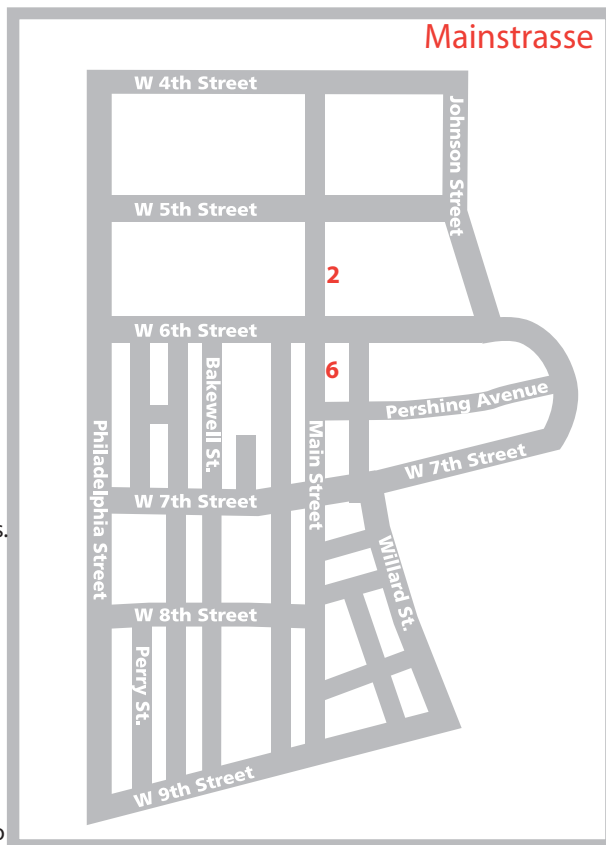 Mainstrasse
W 4th Street
Johnson Street
W 5th Street
2
W 6th Street
Bakewell St.
6
Pershing Avenue
Philadelphia Street
Main Street
W 7th Street
W 7th Street
s.
Willard St.
W 8th Street
Perry St.
W 9th Street